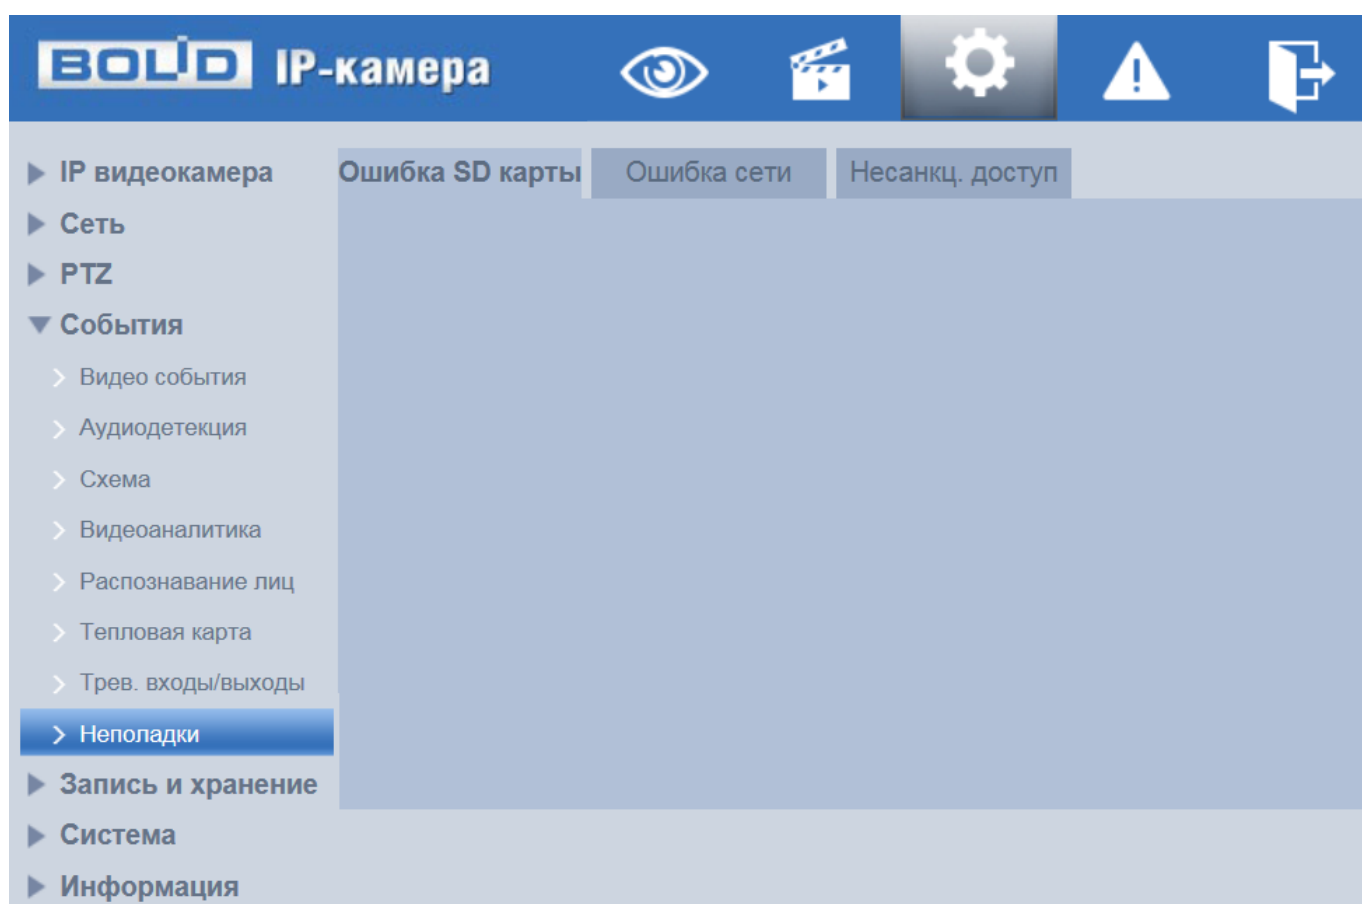 BOLID IP-камера
IP видеокамера
Сеть
PTZ
События
Видео события
Аудиодетекция
Схема
Видеоаналитика
Распознавание лиц
Тепловая карта
Трев. входы/выходы
Неполадки
Запись и хранение
Система
Информация
Ошибка SD карты Ошибка сети Несанкц. доступ